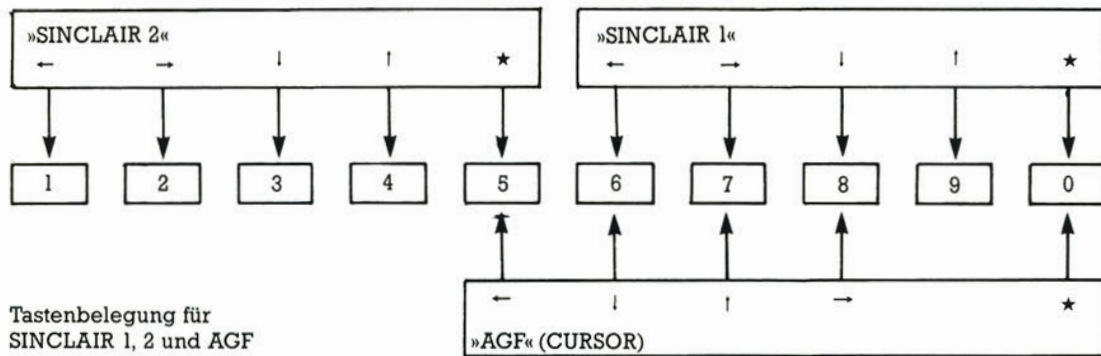 »SINCLAIR 2«
← → ↓ ↑ ★
»SINCLAIR 1«
← → ↓ ↑ ★
1 2 3 4 5 6 7 8 9 0
← ↓ ↑ → ★
»AGF« (CURSOR)
Tastenbelegung für
SINCLAIR 1, 2 und AGF